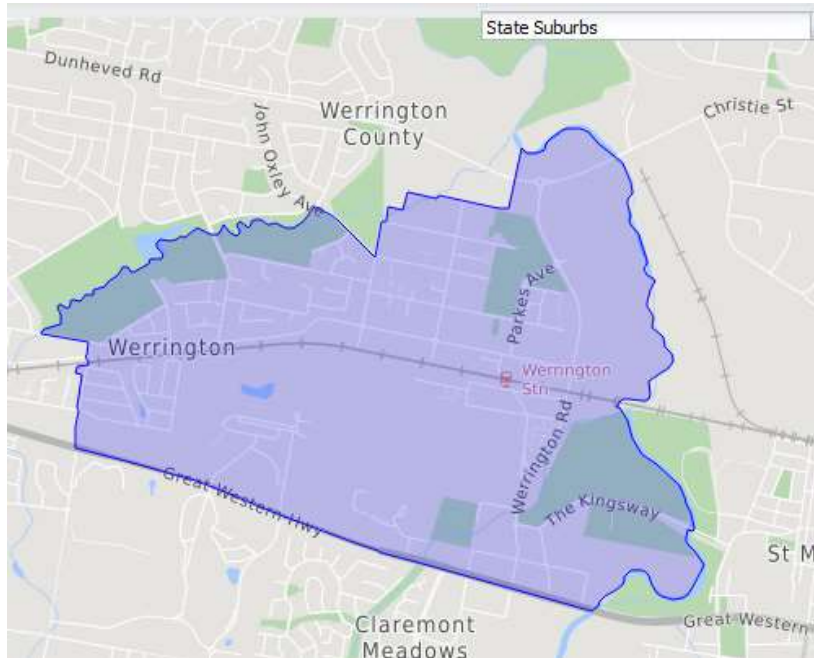 State Suburbs
Dunheved Rd
Werrington
County
Christie St
John Oxley Ave
Parkes Ave
Werrington
Werrington
Stn
Werrington Rd
Great Western Hwy
The Kingsway
St M
Great Western
Claremont
Meadows